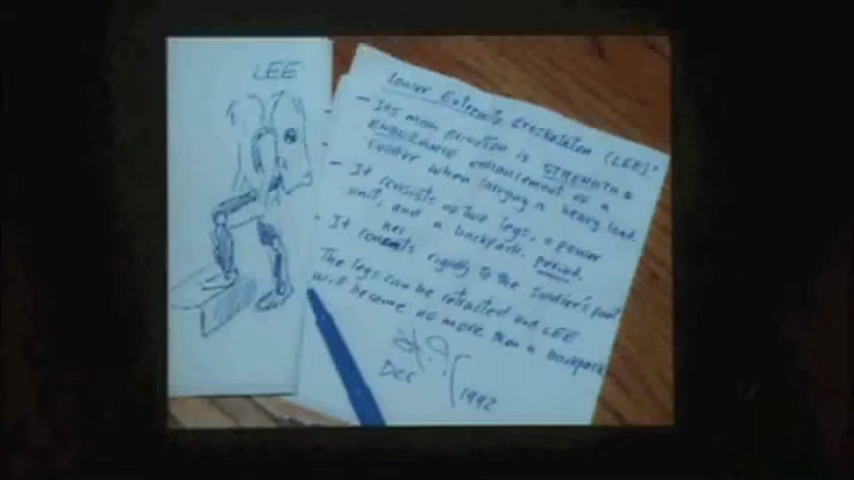 LEE
Lower Extremity Exoskeleton (LEE):
- Its main function is STRENGTH &
ENDURANCE enhancement of a
soldier when carrying a heavy load.
- It consists of two legs, a power
unit, and a backpack, period.
- It connects rigidly to the soldier's foot
The legs can be retracted and LEE
will become no more than a backpack
Dec
1992